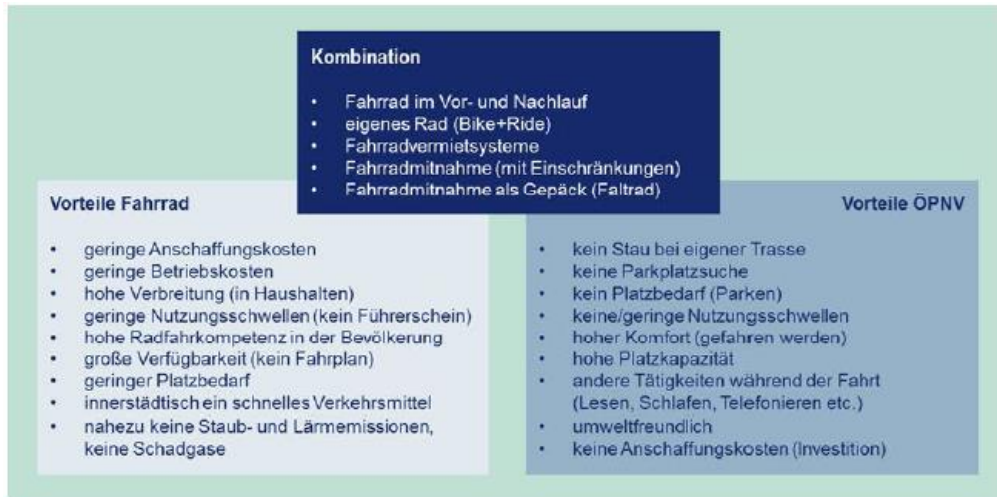 Kombination
• Fahrrad im Vor- und Nachlauf
• eigenes Rad (Bike+Ride)
• Fahrradvermietsysteme
• Fahrradmitnahme (mit Einschränkungen)
• Fahrradmitnahme als Gepäck (Faltrad)
Vorteile Fahrrad
• geringe Anschaffungskosten
• geringe Betriebskosten
• hohe Verbreitung (in Haushalten)
• geringe Nutzungsschwellen (kein Führerschein)
• hohe Radfahrkompetenz in der Bevölkerung
• große Verfügbarkeit (kein Fahrplan)
• geringer Platzbedarf
• innerstädtisch ein schnelles Verkehrsmittel
• nahezu keine Staub- und Lärmemissionen,
keine Schadgase
Vorteile ÖPNV
• kein Stau bei eigener Trasse
• keine Parkplatzsuche
• kein Platzbedarf (Parken)
• keine/geringe Nutzungsschwellen
• hoher Komfort (gefahren werden)
• hohe Platzkapazität
• andere Tätigkeiten während der Fahrt
(Lesen, Schlafen, Telefonieren etc.)
• umweltfreundlich
• keine Anschaffungskosten (Investition)